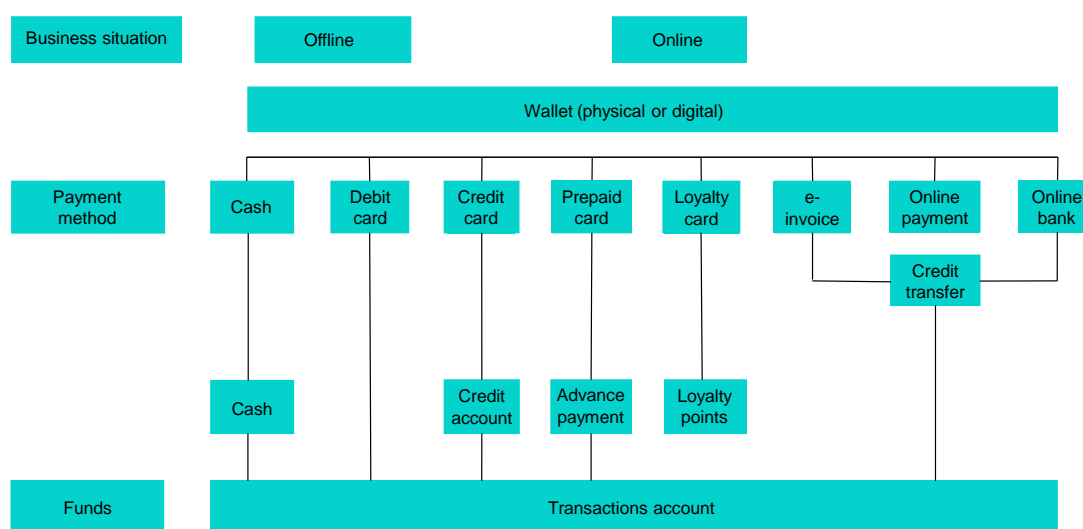 Business situation
Offline
Online
Wallet (physical or digital)
Payment
method
Cash
Debit
card
Credit
card
Prepaid
card
Loyalty
card
e-
invoice
Online
payment
Online
bank
Credit
transfer
Cash
Credit
account
Advance
payment
Loyalty
points
Funds
Transactions account